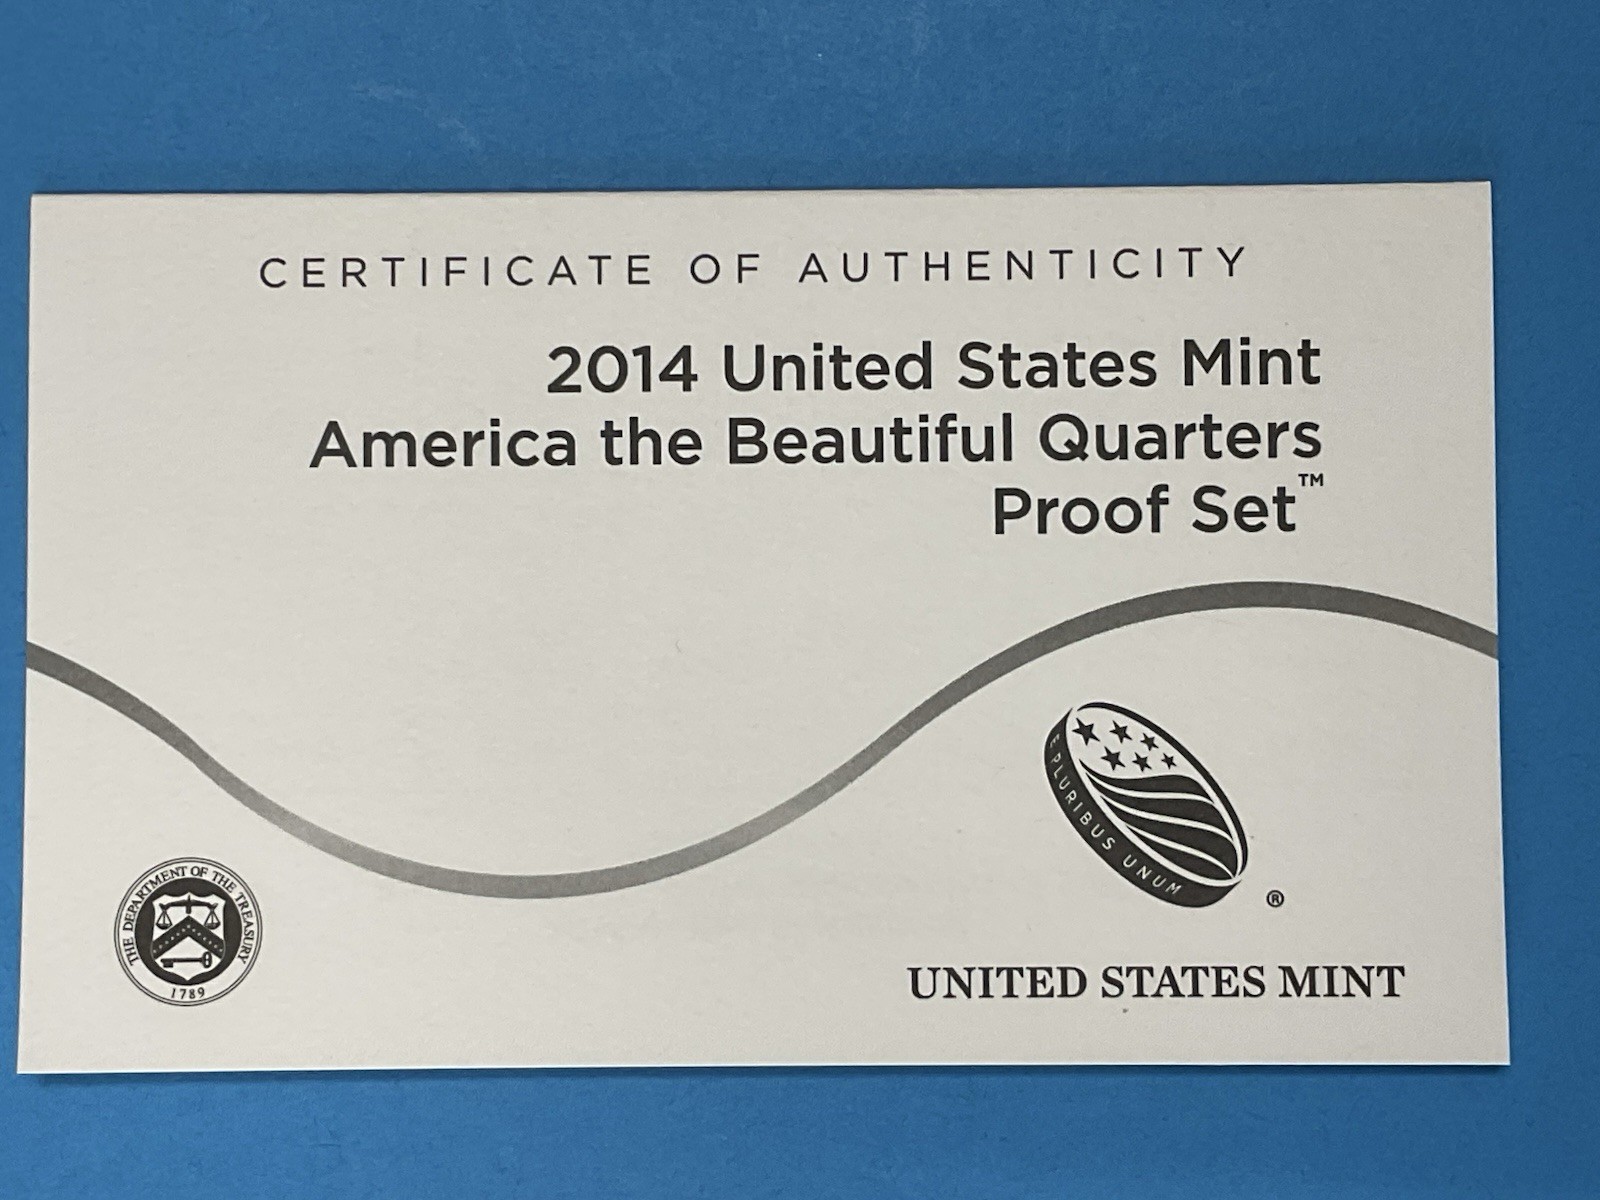 CERTIFICATE OF AUTHENTICITY
2014 United States Mint
America the Beautiful Quarters
Proof Set™
E PLURIBUS UNUM
®
THE DEPARTMENT OF THE TREASURY
1789
UNITED STATES MINT